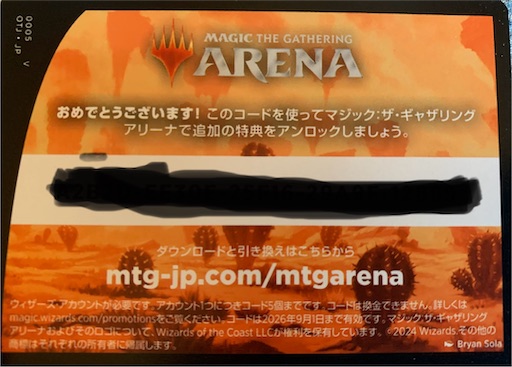 0005 V
OTJ・jp
MAGIC THE GATHERING
ARENA
おめでとうございます! このコードを使ってマジック:ザ・ギャザリング
アリーナで追加の特典をアンロックしましょう。
ダウンロードと引き換えはこちらから
mtg-jp.com/mtgarena
ウィザーズ・アカウントが必要です。アカウント1つにつきコード5個までです。コードは換金できません。詳しくは
magic.wizards.com/promotionsをご覧ください。コードは2026年9月1日まで有効です。マジック:ザ・ギャザリング
アリーナおよびそのロゴについて、Wizards of the Coast LLCが権利を保有しています。©2024 Wizards. その他の
商標はそれぞれの所有者に帰属します。
Bryan Sola